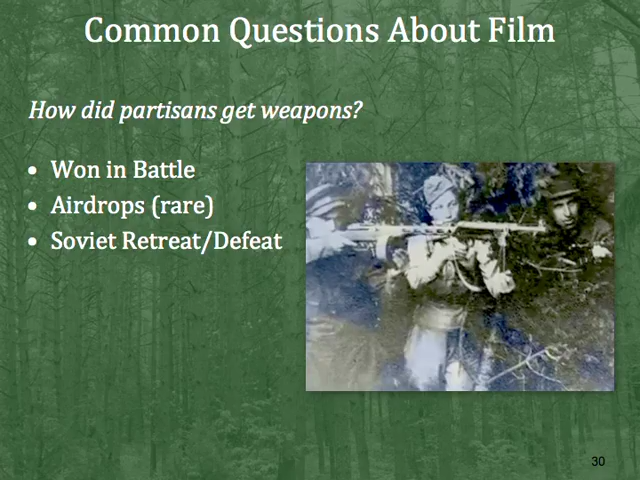 Common Questions About Film
How did partisans get weapons?
• Won in Battle
• Airdrops (rare)
• Soviet Retreat/Defeat
30